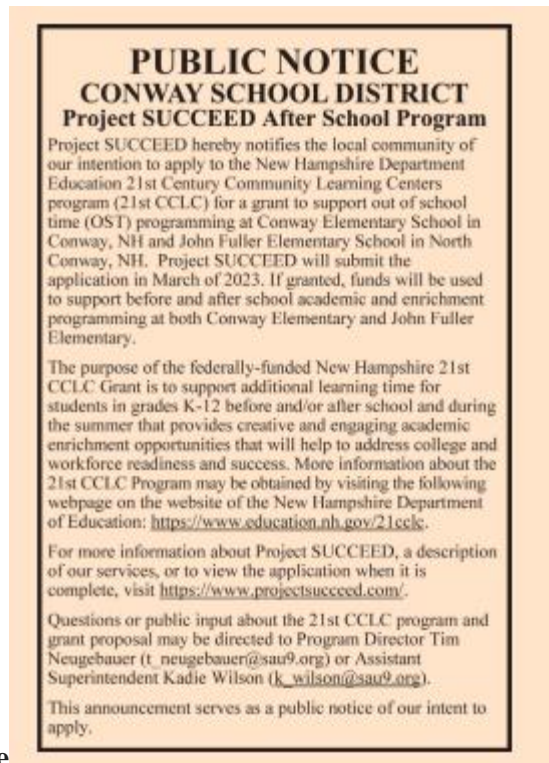 PUBLIC NOTICE
CONWAY SCHOOL DISTRICT
Project SUCCEED After School Program
Project SUCCEED hereby notifies the local community of
our intention to apply to the New Hampshire Department
Education 21st Century Community Learning Centers
program (21st CCLC) for a grant to support out of school
time (OST) programming at Conway Elementary School in
Conway, NH and John Fuller Elementary School in North
Conway, NH. Project SUCCEED will submit the
application in March of 2023. If granted, funds will be used
to support before and after school academic and enrichment
programming at both Conway Elementary and John Fuller
Elementary.
The purpose of the federally-funded New Hampshire 21st
CCLC Grant is to support additional learning time for
students in grades K-12 before and/or after school and during
the summer that provides creative and engaging academic
enrichment opportunities that will help to address college and
workforce readiness and success. More information about the
21st CCLC Program may be obtained by visiting the following
webpage on the website of the New Hampshire Department
of Education: https://www.education.nh.gov/21cclc.
For more information about Project SUCCEED, a description
of our services, or to view the application when it is
complete, visit https://www.projectsucceed.com/.
Questions or public input about the 21st CCLC program and
grant proposal may be directed to Program Director Tim
Neugebauer (t_neugebauer@sau9.org) or Assistant
Superintendent Kadie Wilson (k_wilson@sau9.org).
This announcement serves as a public notice of our intent to
apply.
e